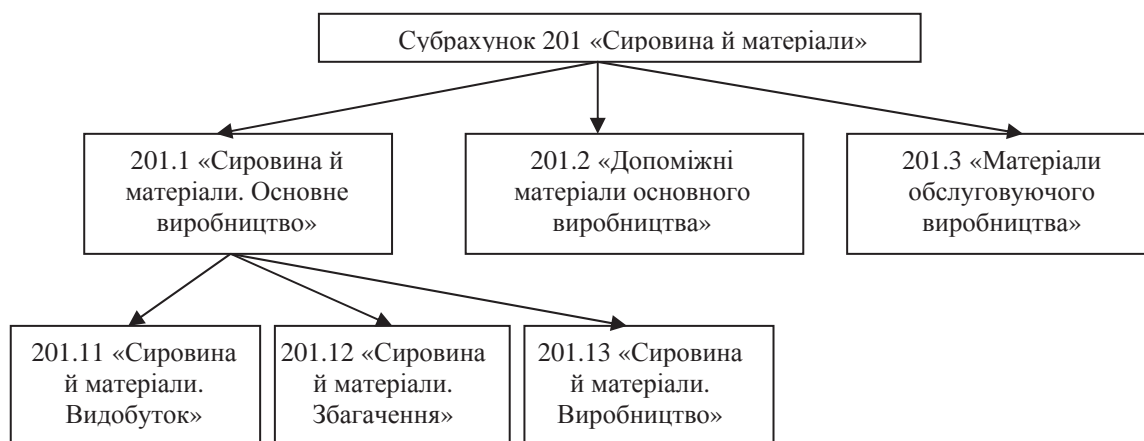 Субрахунок 201 «Сировина й матеріали»
201.1 «Сировина й
матеріали. Основне
виробництво»
201.2 «Допоміжні
матеріали основного
виробництва»
201.3 «Матеріали
обслуговуючого
виробництва»
201.11 «Сировина
й матеріали.
Видобуток»
201.12 «Сировина
й матеріали.
Збагачення»
201.13 «Сировина
й матеріали.
Виробництво»